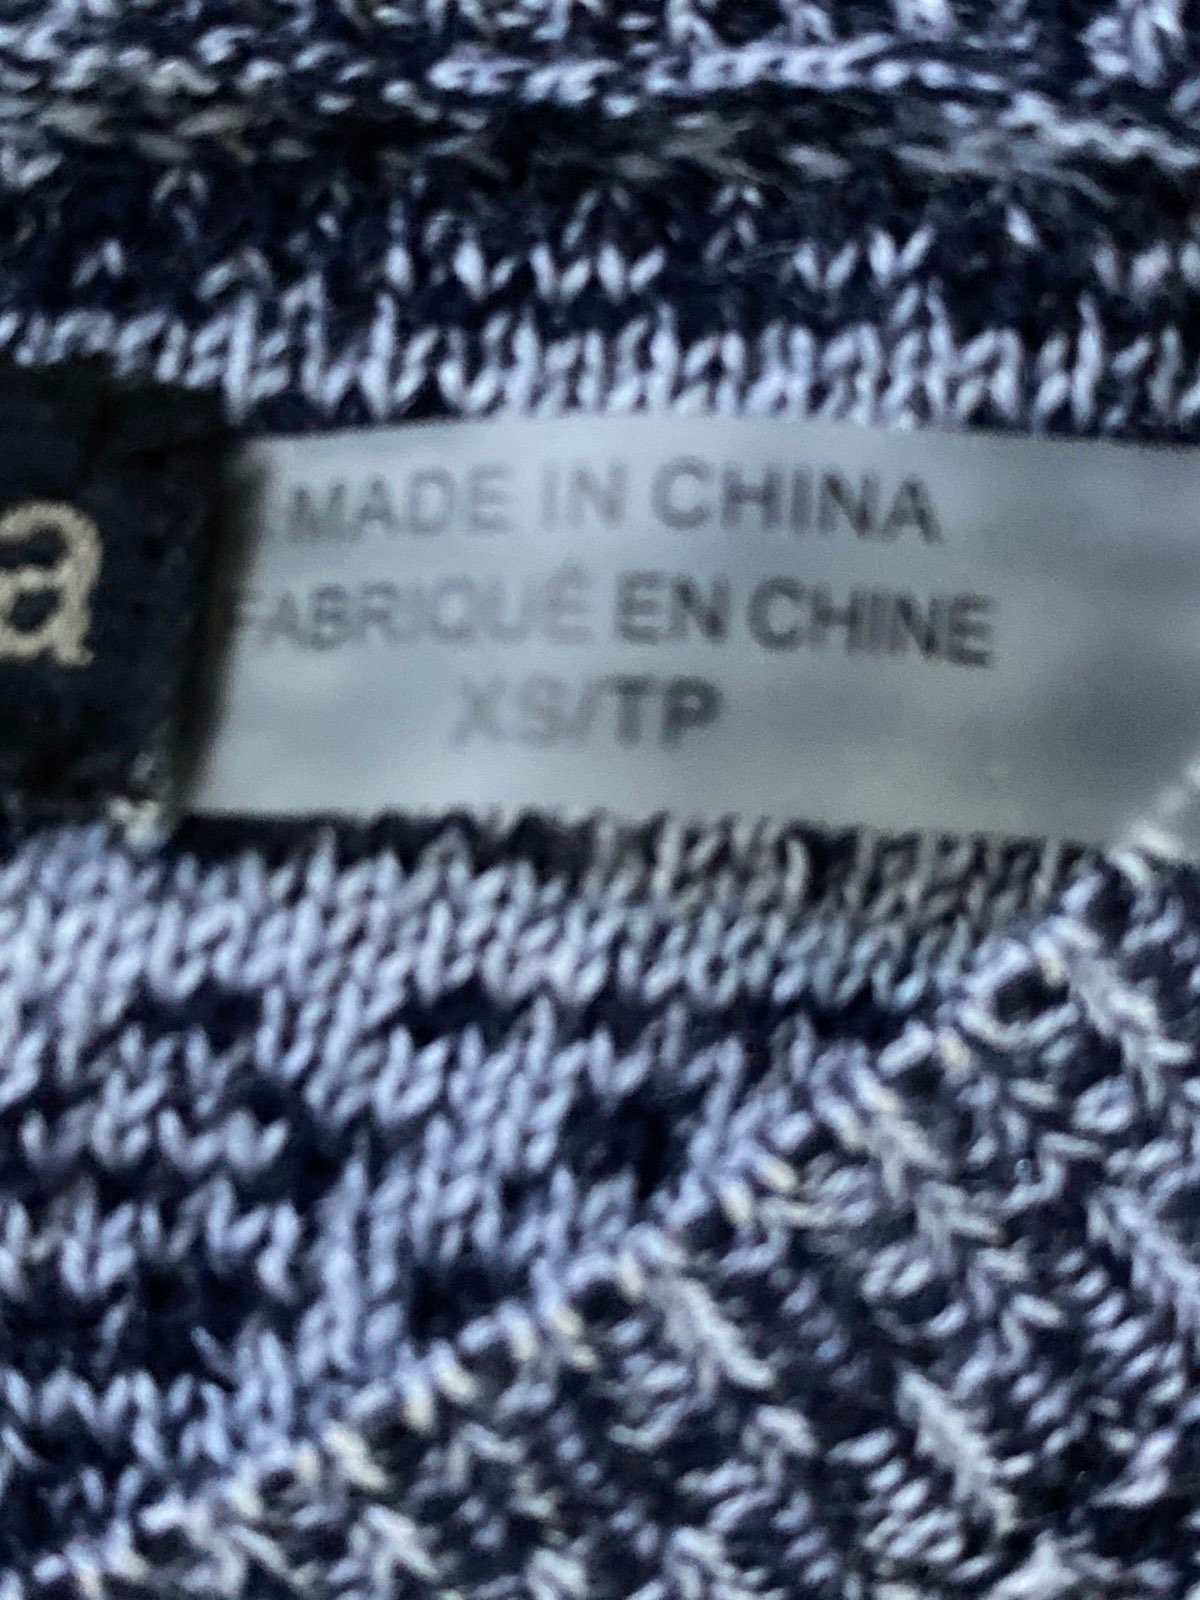 a
MADE IN CHINA
FABRIQUÉ EN CHINE
XS/TP